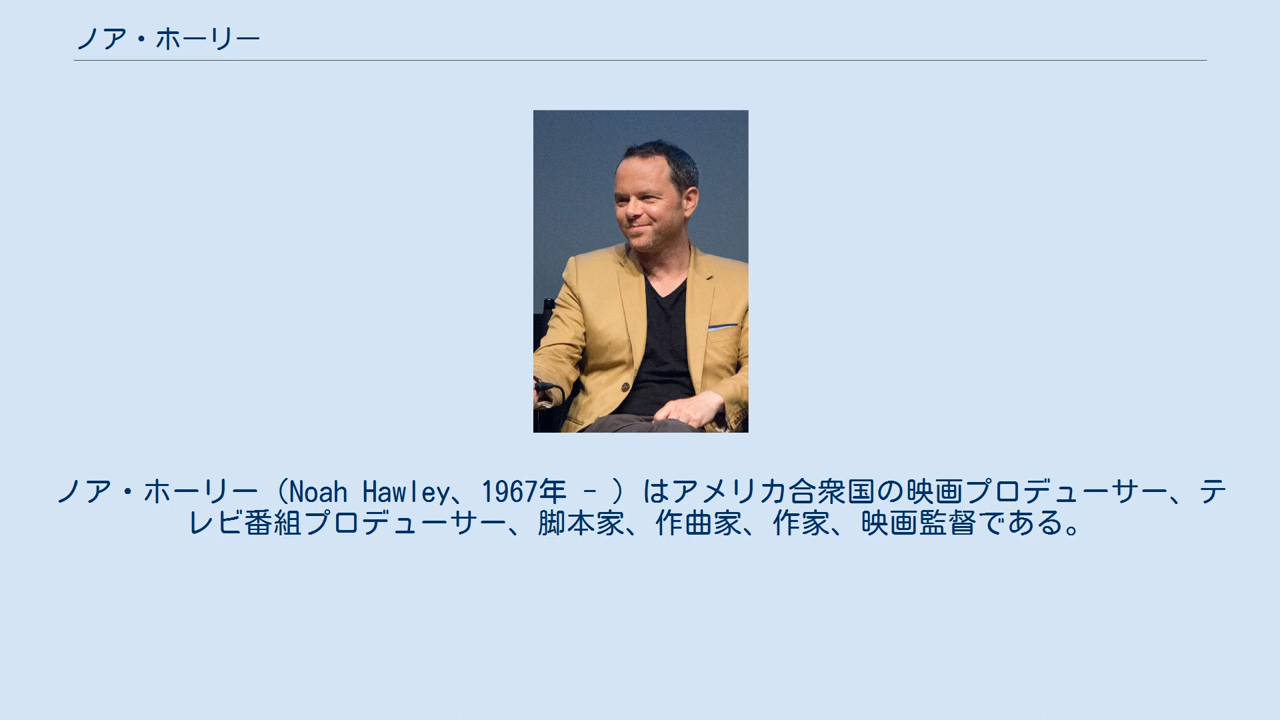 ノア・ホーリー
ノア・ホーリー（Noah Hawley、1967年 - ）はアメリカ合衆国の映画プロデューサー、テ
レビ番組プロデューサー、脚本家、作曲家、作家、映画監督である。